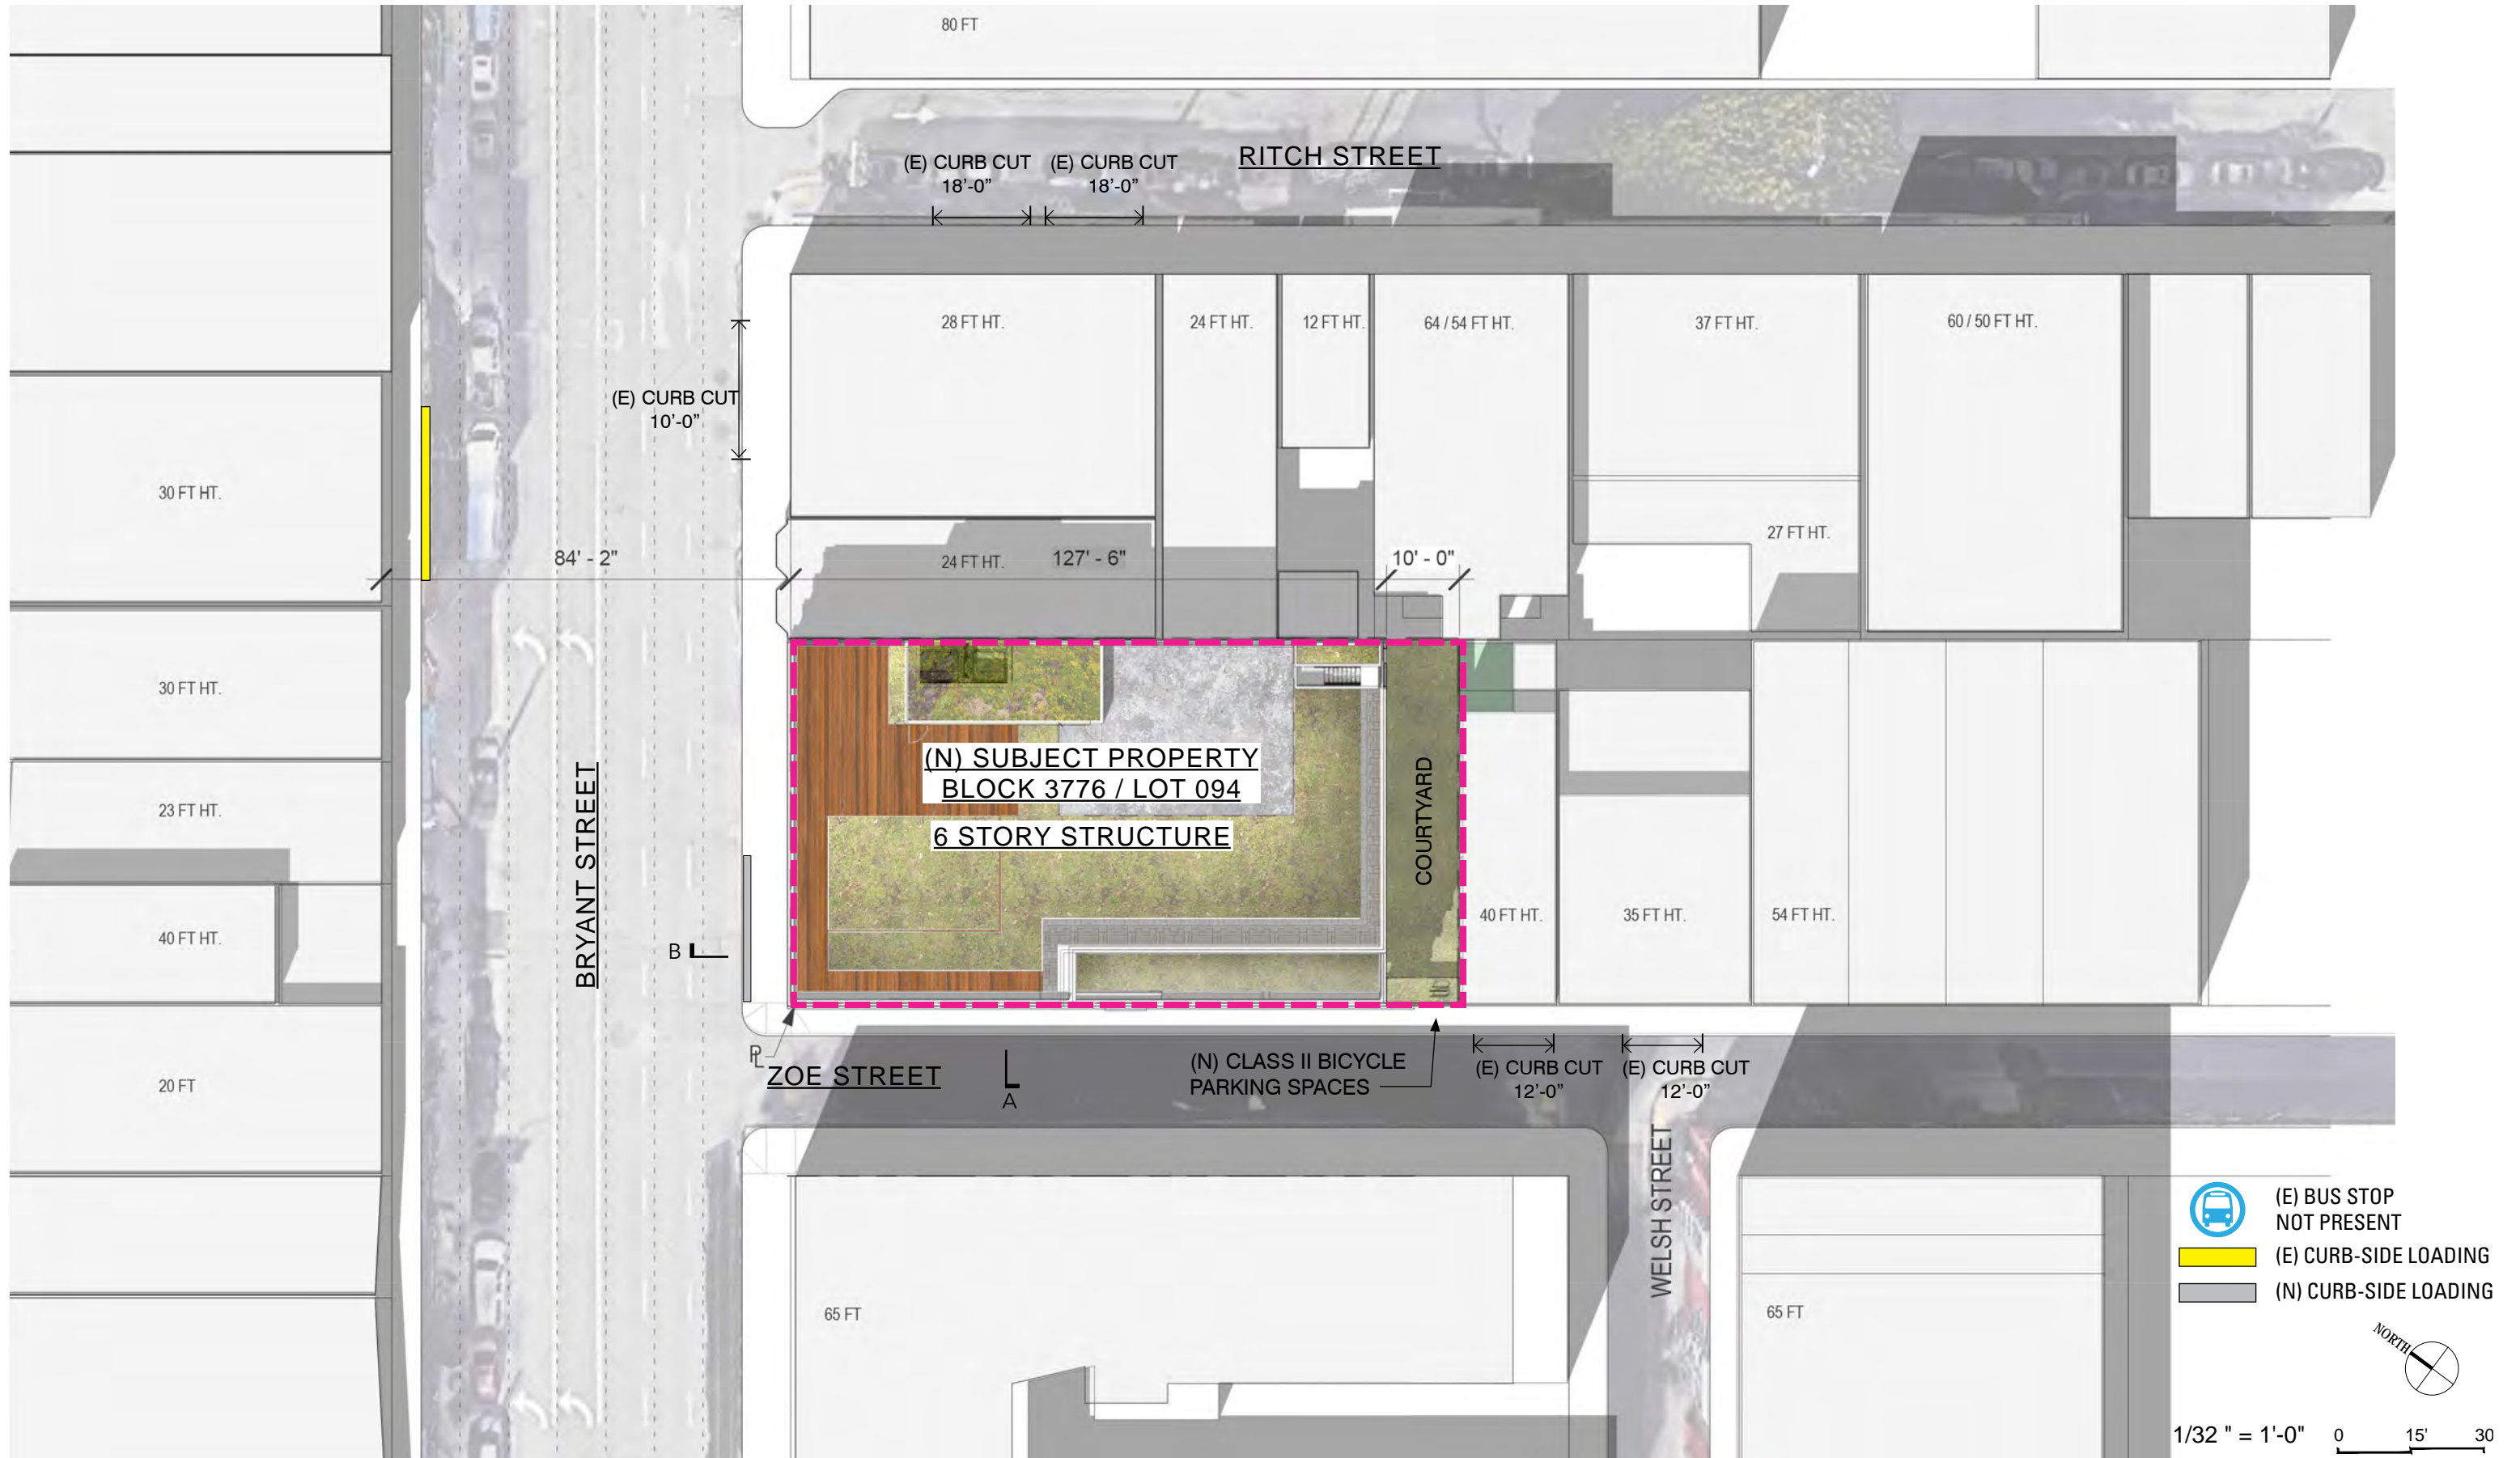 80 FT
RITCH STREET
(E) CURB CUT
18'-0"
(E) CURB CUT
18'-0"
28 FT HT.
24 FT HT.
12 FT HT.
64 / 54 FT HT.
37 FT HT.
60 / 50 FT HT.
(E) CURB CUT
10'-0"
30 FT HT.
27 FT HT.
84' - 2"
24 FT HT.
127' - 6"
10' - 0"
30 FT HT.
(N) SUBJECT PROPERTY
BLOCK 3776 / LOT 094
6 STORY STRUCTURE
COURTYARD
BRYANT STREET
23 FT HT.
40 FT HT.
B
40 FT HT.
35 FT HT.
54 FT HT.
PL
ZOE STREET
A
(N) CLASS II BICYCLE
PARKING SPACES
(E) CURB CUT
12'-0"
(E) CURB CUT
12'-0"
20 FT
WELSH STREET
65 FT
65 FT
(E) BUS STOP
NOT PRESENT
(E) CURB-SIDE LOADING
(N) CURB-SIDE LOADING
NORTH
1/32 " = 1'-0"
0 15' 30